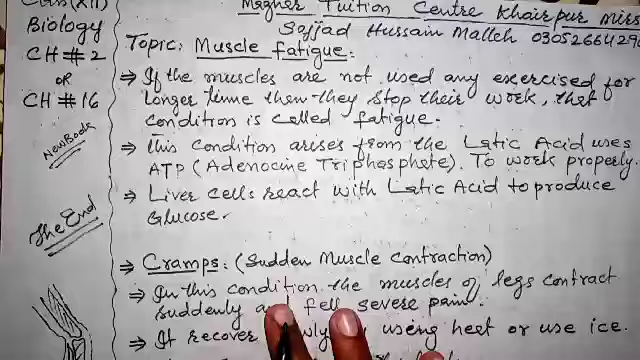 Class (XII)
Biology
CH # 2
OR
CH # 16
New Book
The End
Magher Tuition Centre Khairpur Mirs
Sajjad Hussain Malleh 0305266429
Topic: Muscle fatigue:
⇒ If the muscles are not used any exercised for
longer time then they stop their work, that
condition is called fatigue.
⇒ This condition arises from the Latic Acid uses
ATP (Adenocine Triphosphate). To work properly.
⇒ Liver cells react with Latic Acid to produce
Glucose.
⇒ Cramps: (Sudden Muscle Contraction)
⇒ In this condition the muscles of legs contract
suddenly and fell severe pain.
⇒ It recover using heet or use ice.